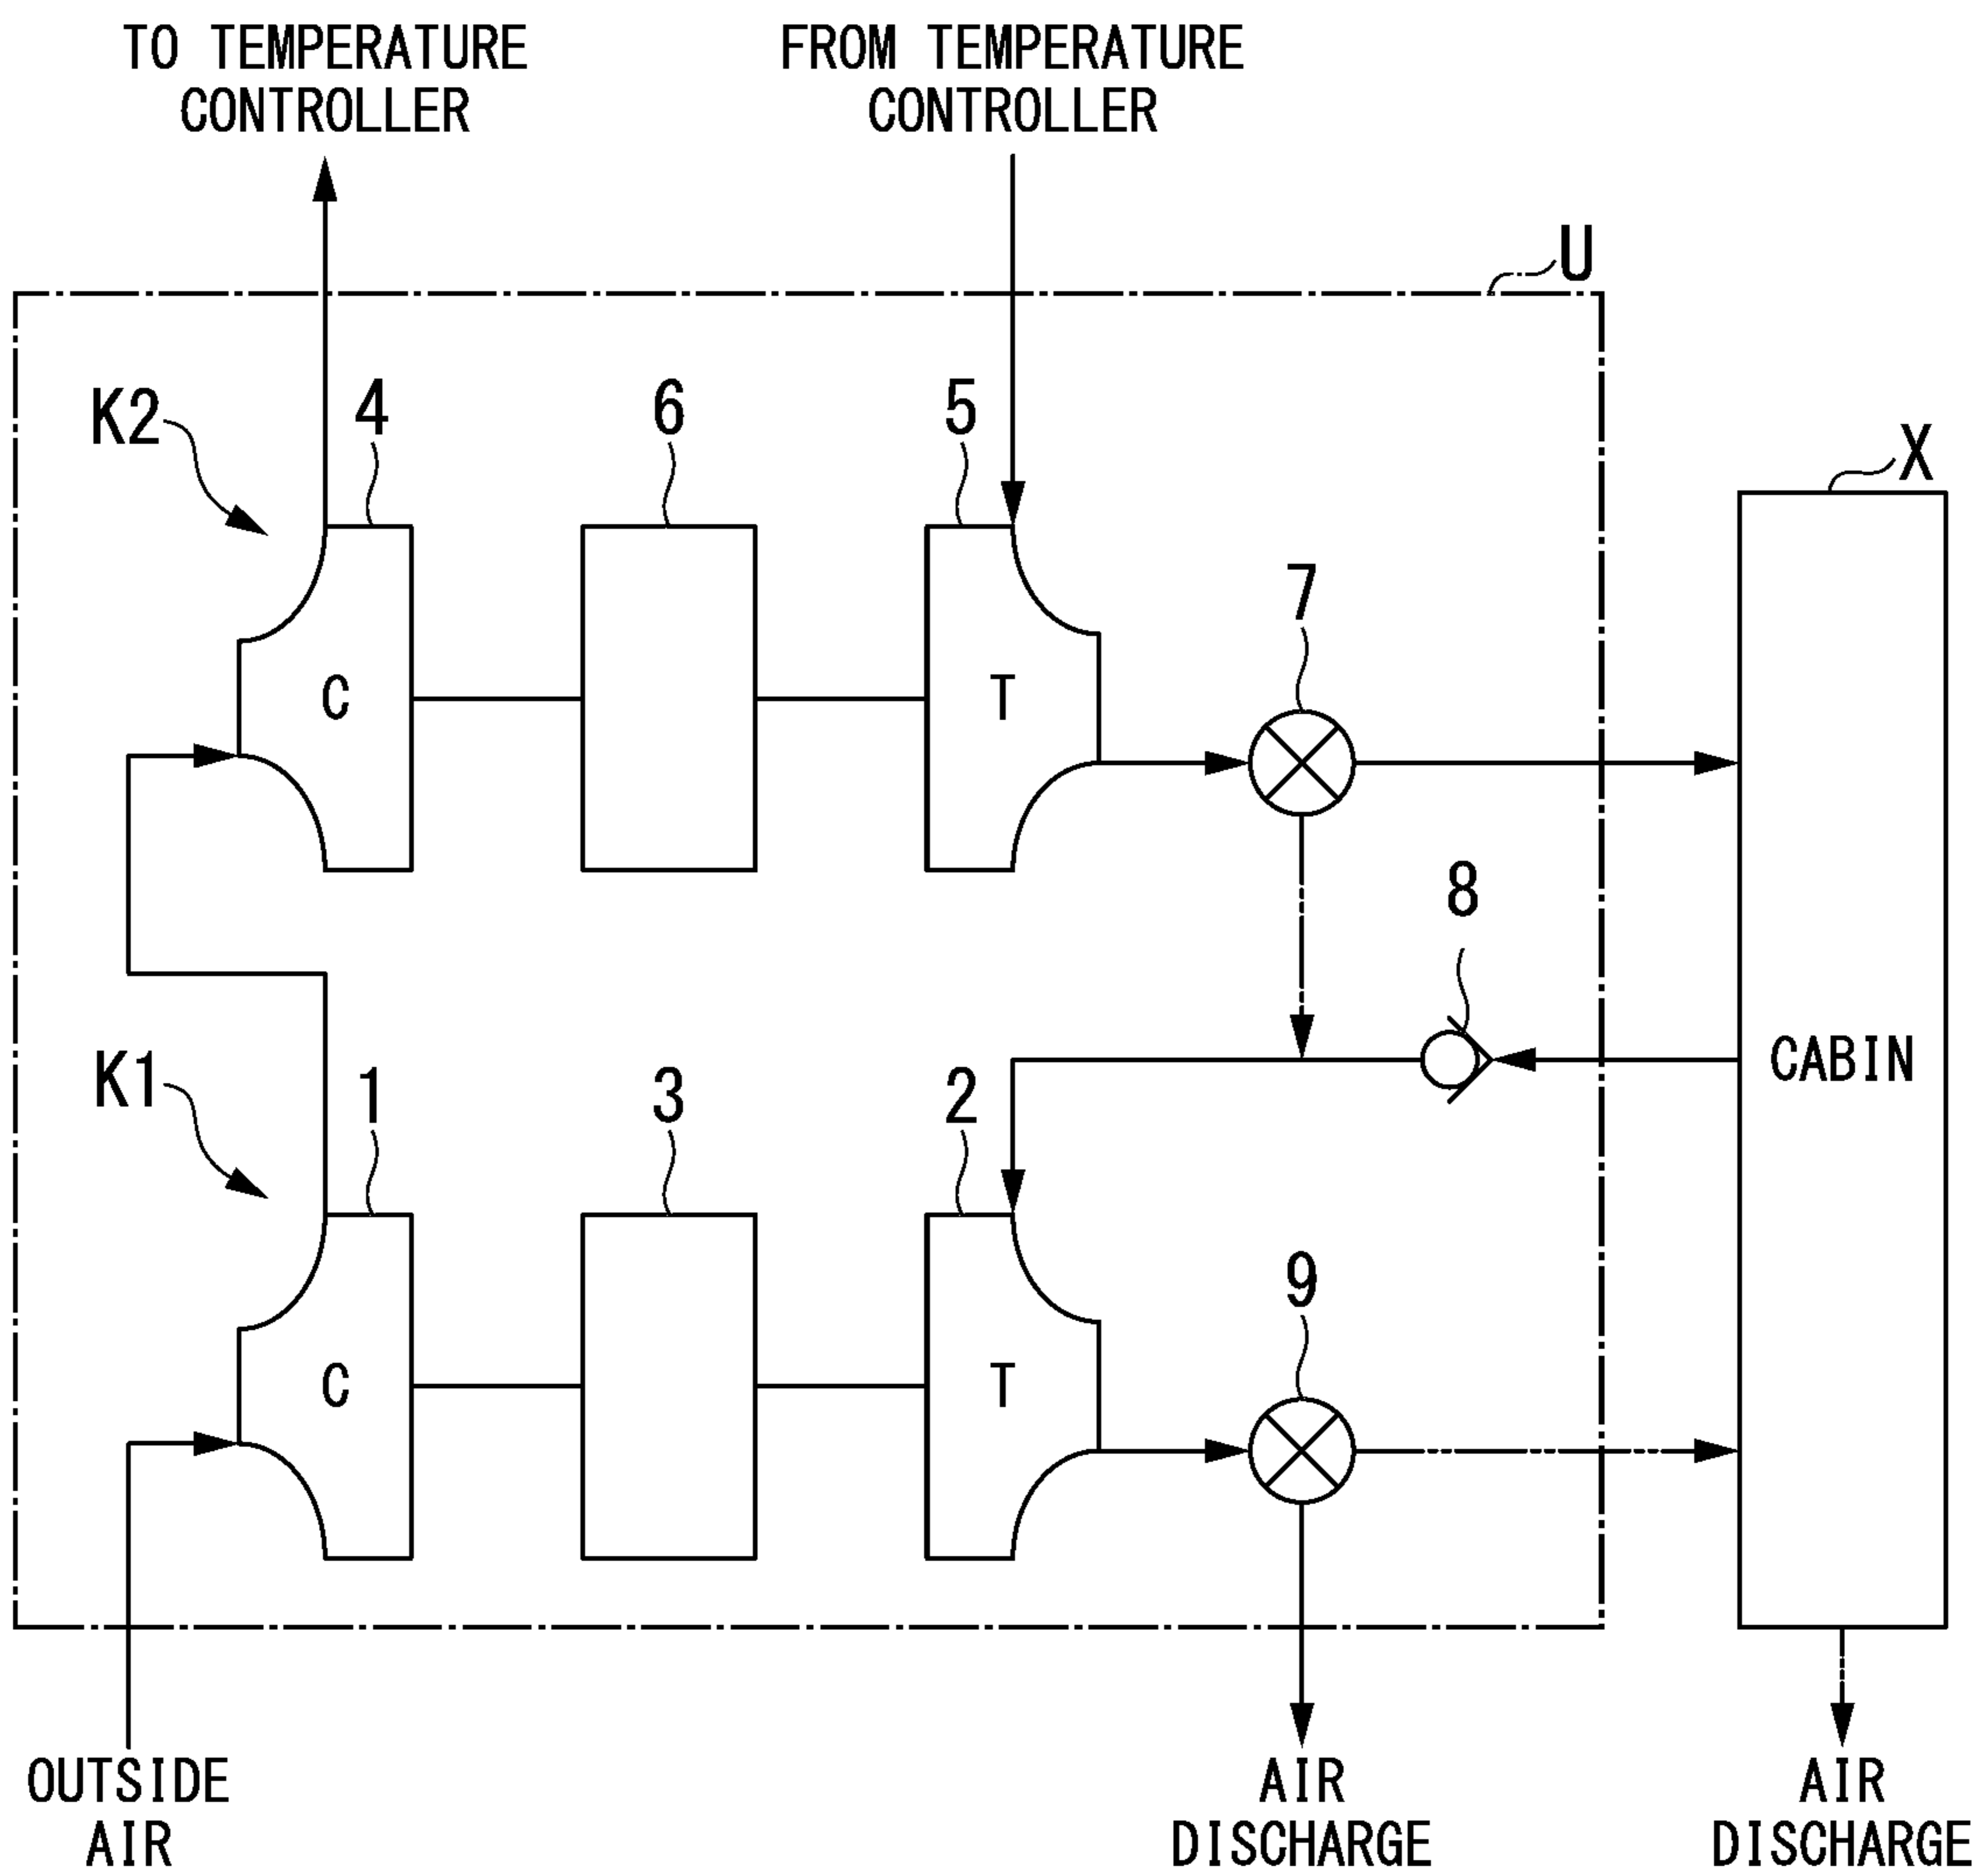 TO TEMPERATURE
CONTROLLER
FROM TEMPERATURE
CONTROLLER
U
K2
4
6
5
X
7
C
T
8
CABIN
K1
1
3
2
9
C
T
OUTSIDE
AIR
AIR
DISCHARGE
AIR
DISCHARGE